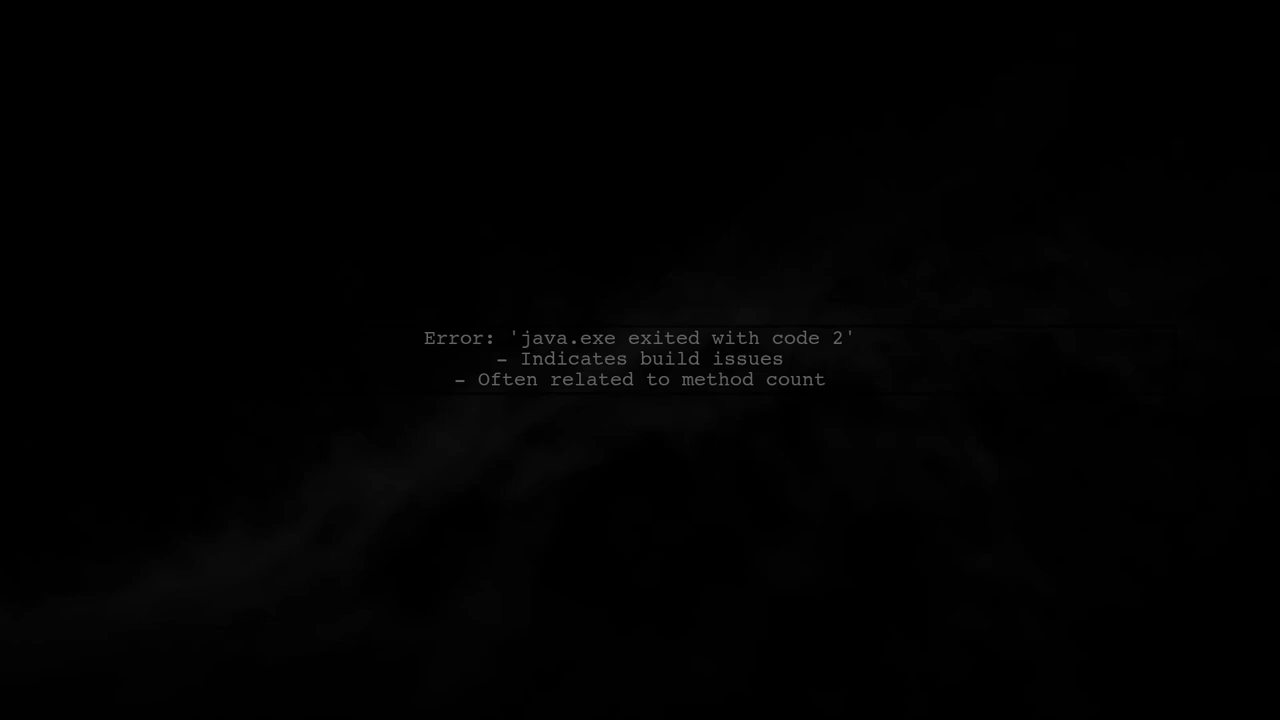 Error: 'java.exe exited with code 2'
– Indicates build issues
– Often related to method count